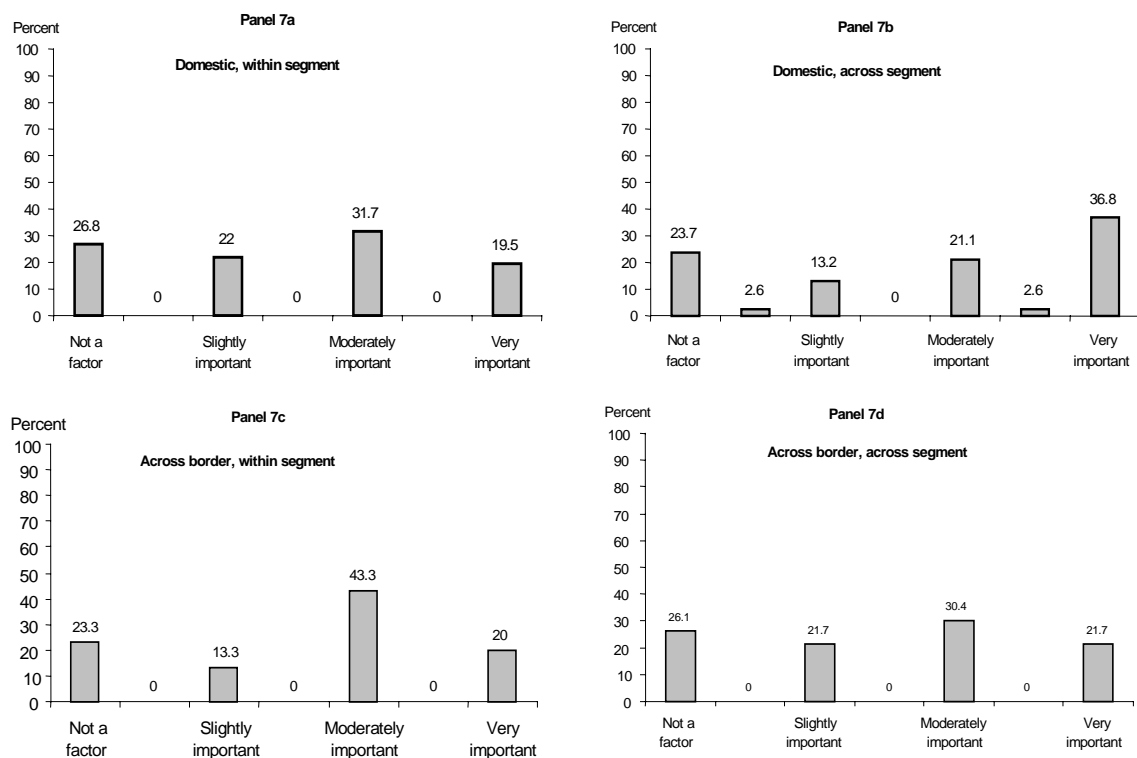 Panel 7a
Percent
Domestic, within segment
100
90
80
70
60
50
40
30
20
10
0
26.8
0
22
0
31.7
0
19.5
Not a factor
Slightly important
Moderately important
Very important
Panel 7b
Percent
Domestic, across segment
100
90
80
70
60
50
40
30
20
10
0
23.7
2.6
13.2
0
21.1
2.6
36.8
Not a factor
Slightly important
Moderately important
Very important
Panel 7c
Percent
Across border, within segment
100
90
80
70
60
50
40
30
20
10
0
23.3
0
13.3
0
43.3
0
20
Not a factor
Slightly important
Moderately important
Very important
Panel 7d
Percent
Across border, across segment
100
90
80
70
60
50
40
30
20
10
0
26.1
0
21.7
0
30.4
0
21.7
Not a factor
Slightly important
Moderately important
Very important